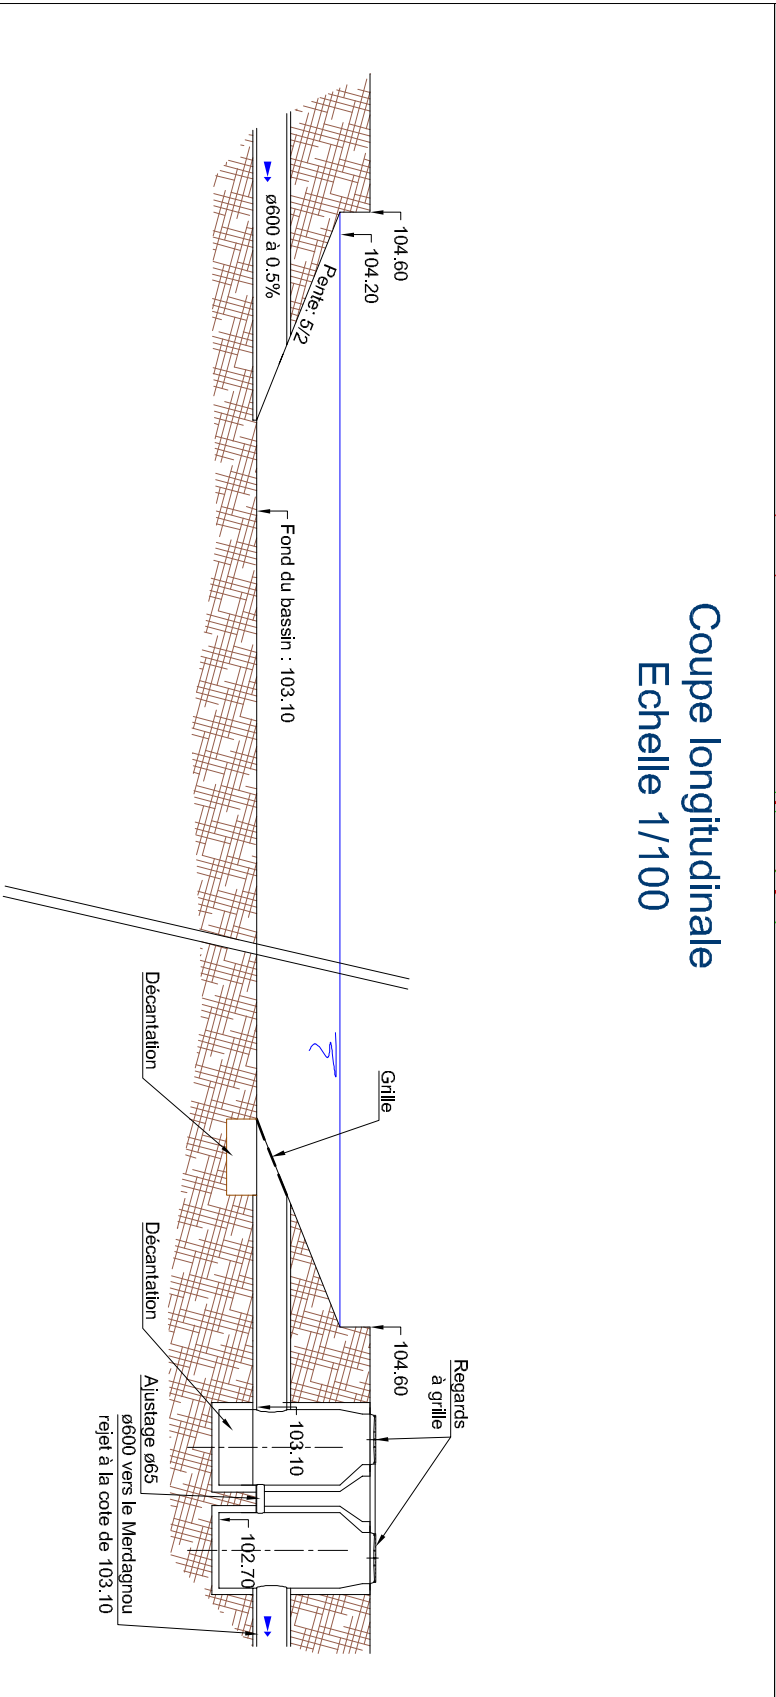 Coupe longitudinale
Echelle 1/100
104.60
104.20
Pente: 5/2
ø600 à 0.5%
Fond du bassin : 103.10
Grille
Décantation
104.60
Regards
à grille
103.10
102.70
Décantation
Ajustage ø65
ø600 vers le Merdagnou
rejet à la cote de 103.10